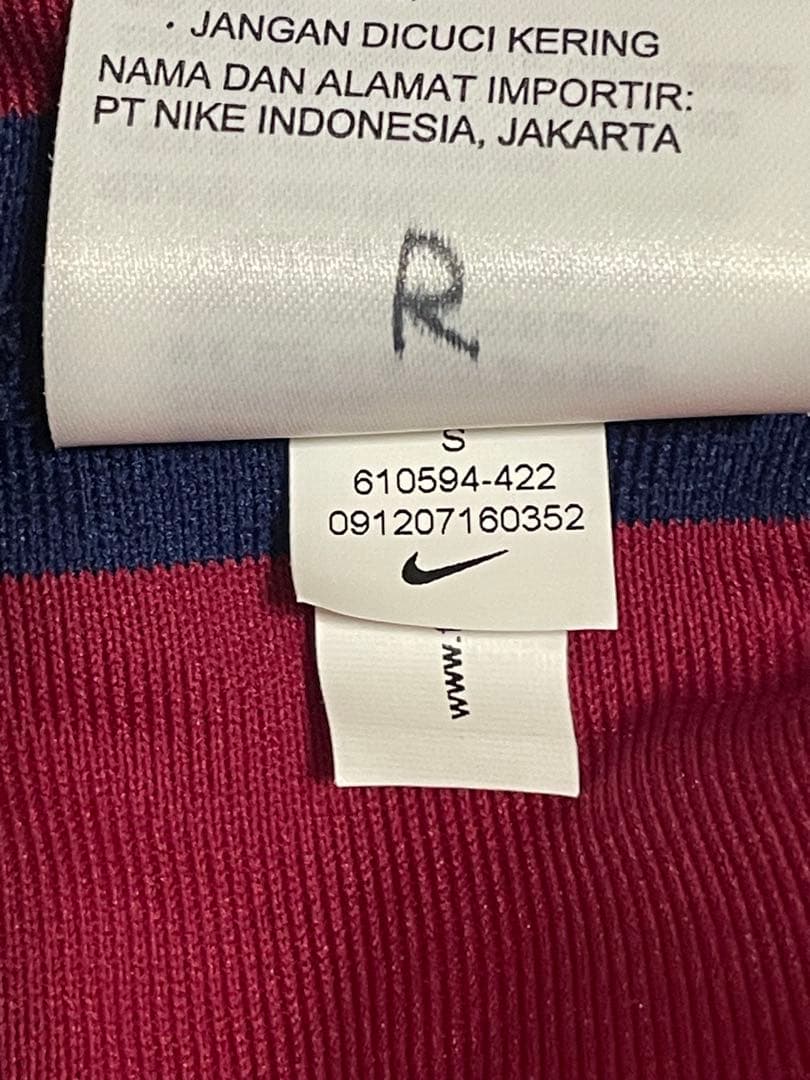 · JANGAN DICUCI KERING
NAMA DAN ALAMAT IMPORTIR:
PT NIKE INDONESIA, JAKARTA
R
S
610594-422
091207160352
www.